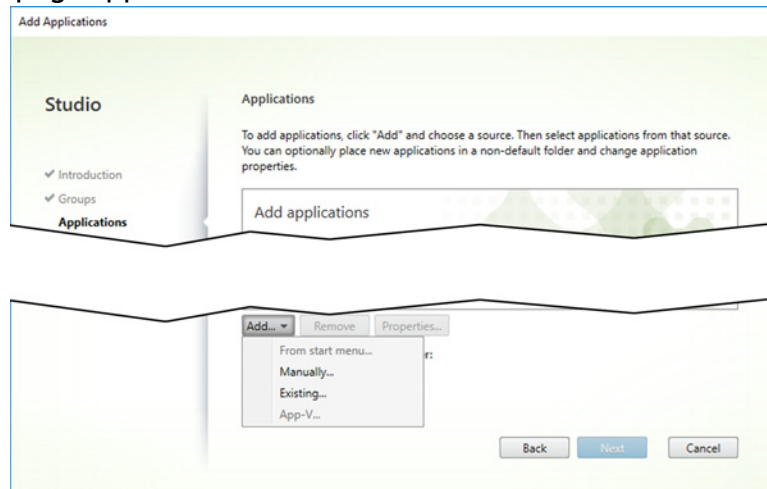 Add Applications
Studio
Applications
To add applications, click "Add" and choose a source. Then select applications from that source.
You can optionally place new applications in a non-default folder and change application
properties.
✔ Introduction
✔ Groups
Applications
Add applications
Add...
Remove
Properties...
From start menu...
r:
Manually...
Existing...
App-V...
Back
Next
Cancel